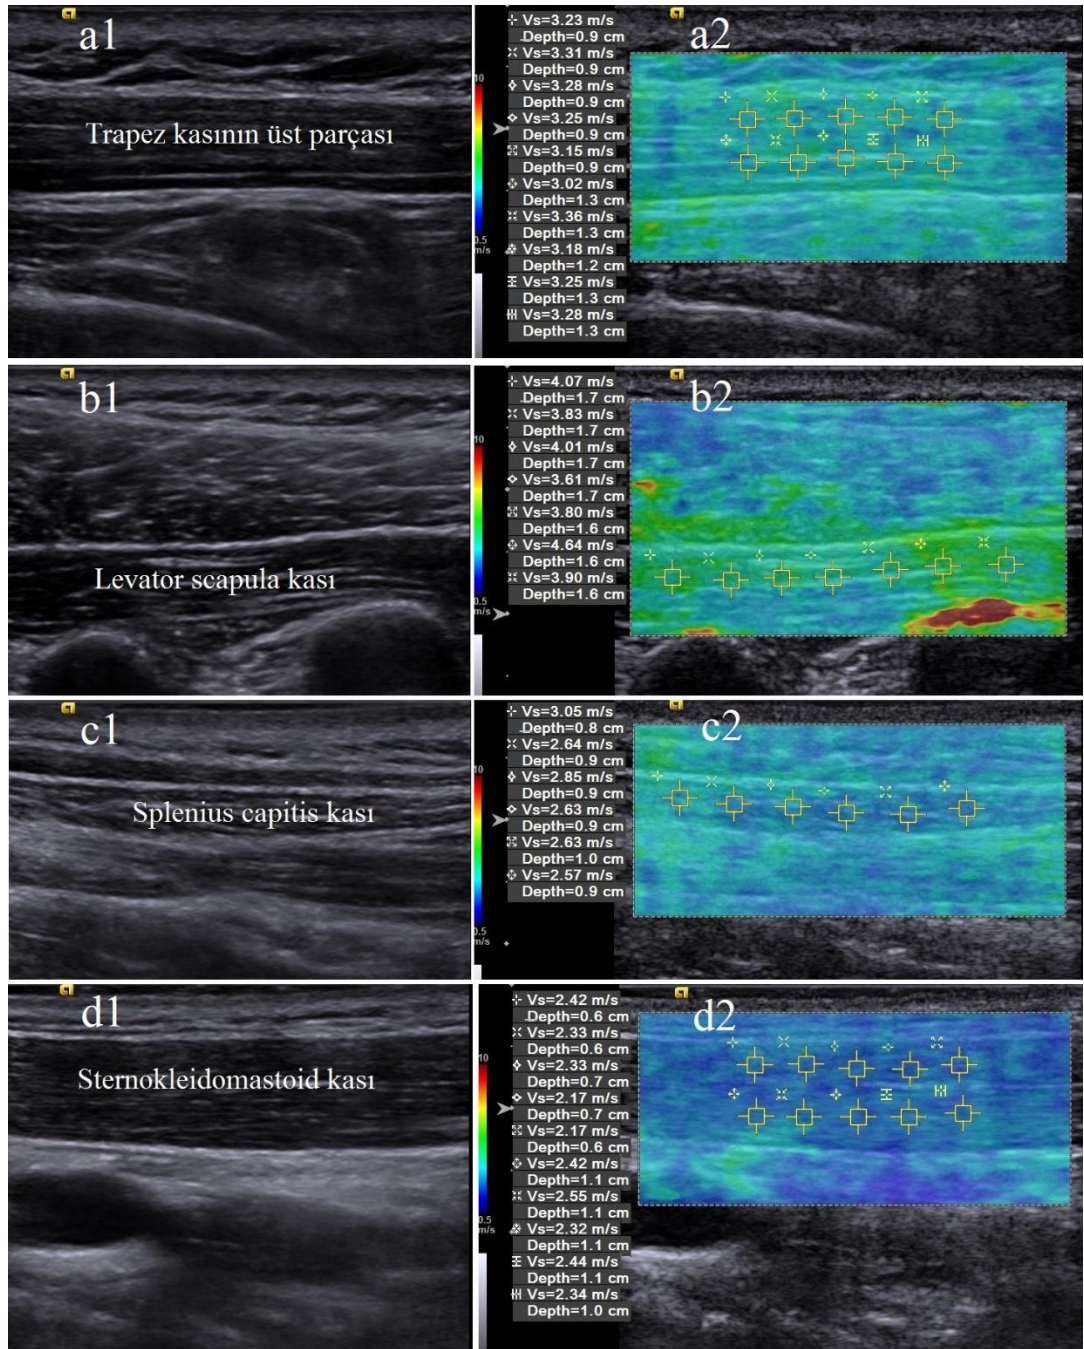 a1
Trapez kasının üst parçası
a2
Vs=3.23 m/s
Depth=0.9 cm
Vs=3.31 m/s
Depth=0.9 cm
Vs=3.28 m/s
Depth=0.9 cm
Vs=3.25 m/s
Depth=0.9 cm
Vs=3.15 m/s
Depth=0.9 cm
Vs=3.02 m/s
Depth=1.3 cm
Vs=3.36 m/s
Depth=1.3 cm
Vs=3.18 m/s
Depth=1.2 cm
Vs=3.25 m/s
Depth=1.3 cm
Vs=3.28 m/s
Depth=1.3 cm
10
0.5
m/s
b1
Levator scapula kası
b2
Vs=4.07 m/s
Depth=1.7 cm
Vs=3.83 m/s
Depth=1.7 cm
Vs=4.01 m/s
Depth=1.7 cm
Vs=3.61 m/s
Depth=1.7 cm
Vs=3.80 m/s
Depth=1.6 cm
Vs=4.64 m/s
Depth=1.6 cm
Vs=3.90 m/s
Depth=1.6 cm
10
0.5
m/s
c1
Splenius capitis kası
c2
Vs=3.05 m/s
Depth=0.8 cm
Vs=2.64 m/s
Depth=0.9 cm
Vs=2.85 m/s
Depth=0.9 cm
Vs=2.63 m/s
Depth=0.9 cm
Vs=2.63 m/s
Depth=1.0 cm
Vs=2.57 m/s
Depth=0.9 cm
10
0.5
m/s
d1
Sternokleidomastoid kası
d2
Vs=2.42 m/s
Depth=0.6 cm
Vs=2.33 m/s
Depth=0.6 cm
Vs=2.33 m/s
Depth=0.7 cm
Vs=2.17 m/s
Depth=0.7 cm
Vs=2.17 m/s
Depth=0.6 cm
Vs=2.42 m/s
Depth=1.1 cm
Vs=2.55 m/s
Depth=1.1 cm
Vs=2.32 m/s
Depth=1.1 cm
Vs=2.44 m/s
Depth=1.1 cm
Vs=2.34 m/s
Depth=1.0 cm
10
0.5
m/s